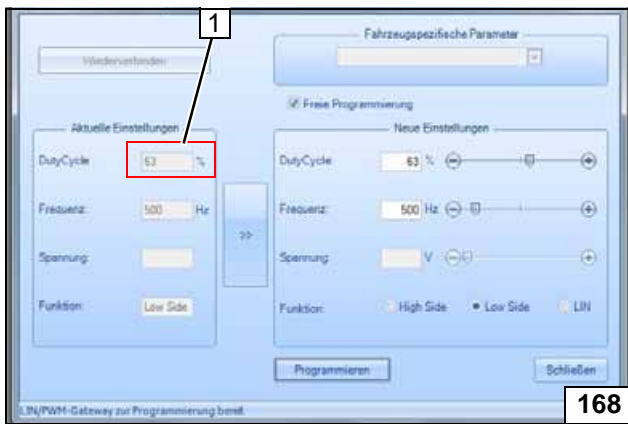 1
Fahrzeugspezifische Parameter
Wiederverbinden
Freie Programmierung
Aktuelle Einstellungen
Neue Einstellungen
DutyCycle 63 %
DutyCycle 63 %
Frequenz: 500 Hz
Frequenz: 500 Hz
>>
Spannung:
Spannung: V
Funktion: Low Side
Funktion: High Side Low Side LIN
Programmieren
Schließen
LIN/PWM-Gateway zur Programmierung bereit.
168